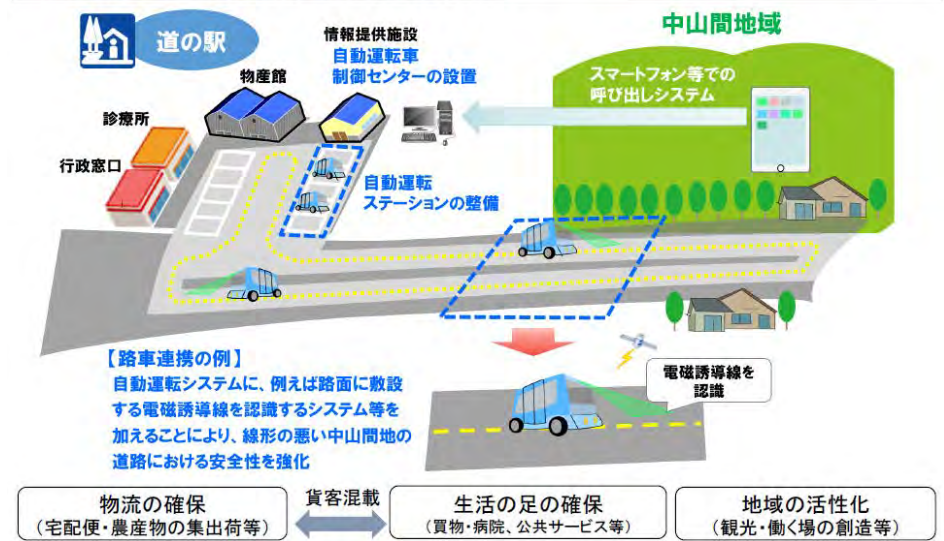 道の駅
情報提供施設
自動運転車
制御センターの設置
中山間地域
スマートフォン等での
呼び出しシステム
物産館
診療所
行政窓口
自動運転
ステーションの整備
【路車連携の例】
自動運転システムに、例えば路面に敷設
する電磁誘導線を認識するシステム等を
加えることにより、線形の悪い中山間地の
道路における安全性を強化
電磁誘導線を
認識
物流の確保
(宅配便・農産物の集出荷等)
貨客混載
生活の足の確保
(買物・病院、公共サービス等)
地域の活性化
(観光・働く場の創造等)